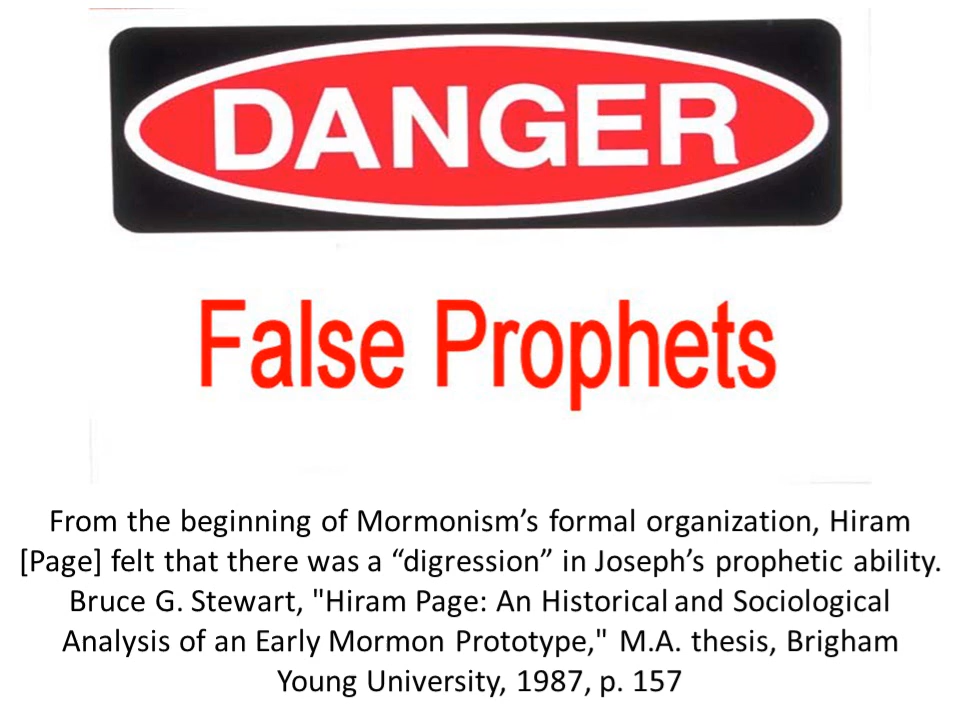 DANGER
False Prophets
From the beginning of Mormonism’s formal organization, Hiram
[Page] felt that there was a “digression” in Joseph’s prophetic ability.
Bruce G. Stewart, "Hiram Page: An Historical and Sociological
Analysis of an Early Mormon Prototype," M.A. thesis, Brigham
Young University, 1987, p. 157